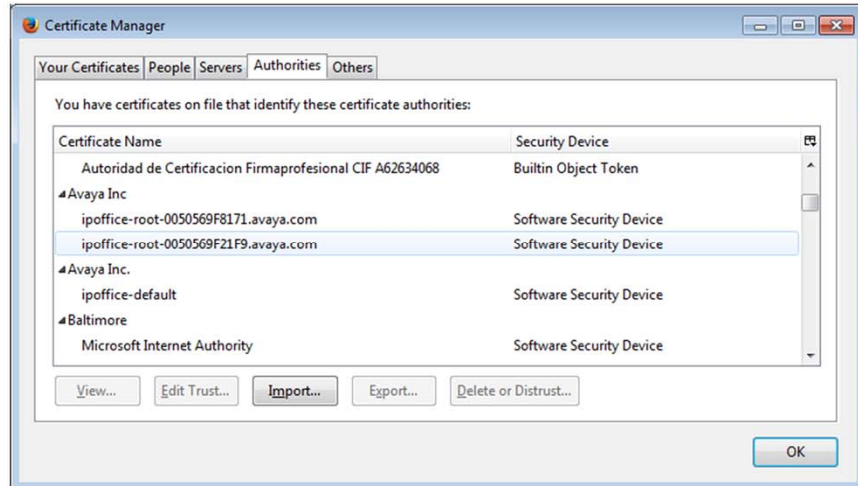 Certificate Manager
Your Certificates People Servers Authorities Others
You have certificates on file that identify these certificate authorities:
Certificate Name Security Device
Autoridad de Certificacion Firmaprofesional CIF A62634068 Builtin Object Token
Avaya Inc
ipoffice-root-0050569F8171.avaya.com Software Security Device
ipoffice-root-0050569F21F9.avaya.com Software Security Device
Avaya Inc.
ipoffice-default Software Security Device
Baltimore
Microsoft Internet Authority Software Security Device
View... Edit Trust... Import... Export... Delete or Distrust...
OK